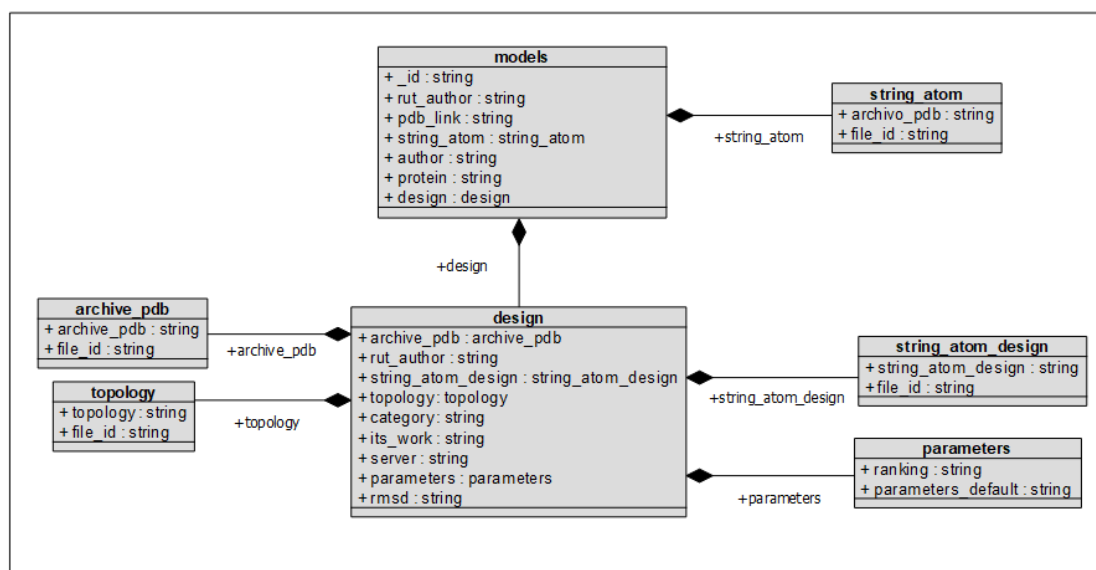 models
+ _id : string
+ rut_author : string
+ pdb_link : string
+ string_atom : string_atom
+ author : string
+ protein : string
+ design : design
+string_atom
string_atom
+ archivo_pdb : string
+ file_id : string
+design
archive_pdb
+ archive_pdb : string
+ file_id : string
+archive_pdb
topology
+ topology : string
+ file_id : string
+topology
design
+ archive_pdb : archive_pdb
+ rut_author : string
+ string_atom_design : string_atom_design
+ topology: topology
+ category : string
+ its_work : string
+ server : string
+ parameters : parameters
+ rmsd : string
+string_atom_design
string_atom_design
+ string_atom_design : string
+ file_id : string
+parameters
parameters
+ ranking : string
+ parameters_default : string